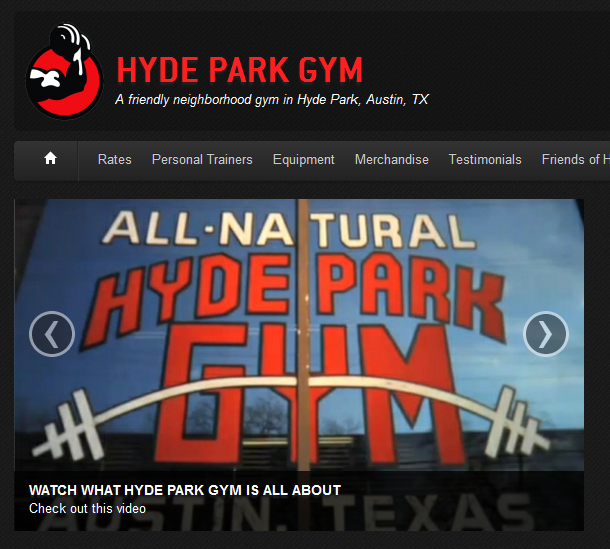 HYDE PARK GYM
A friendly neighborhood gym in Hyde Park, Austin, TX
Rates Personal Trainers Equipment Merchandise Testimonials Friends of H
ALL-NATURAL
HYDE PARK
GYM
WATCH WHAT HYDE PARK GYM IS ALL ABOUT
Check out this video
AUSTIN, TEXAS